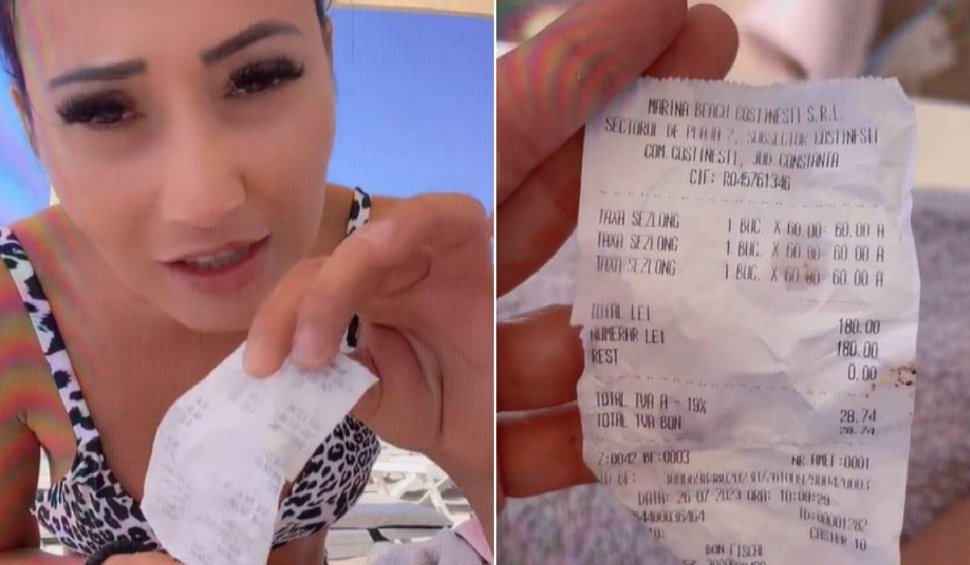 MARINA BEACH COSTINESTI S.R.L.
SECTORUL DE PLAJA 2, SUBSECTOR COSTINESTI
COM. COSTINESTI, JUD. CONSTANTA
CIF: RO45761346
TAXA SEZLONG 1 BUC. X 60.00= 60.00 A
TAXA SEZLONG 1 BUC. X 60.00= 60.00 A
TAXA SEZLONG 1 BUC. X 60.00= 60.00 A
TOTAL LEI 180.00
NUMERAR LEI 180.00
REST 0.00
TOTAL TVA A - 19% 28.74
TOTAL TVA BON 28.74
Z:0042 BF:0003 NR.AMEF:0001
ID BF:
DATA: 26-07-2023 ORA: 10:09:29
ID:00001282
CASIER 10
BON FISCAL